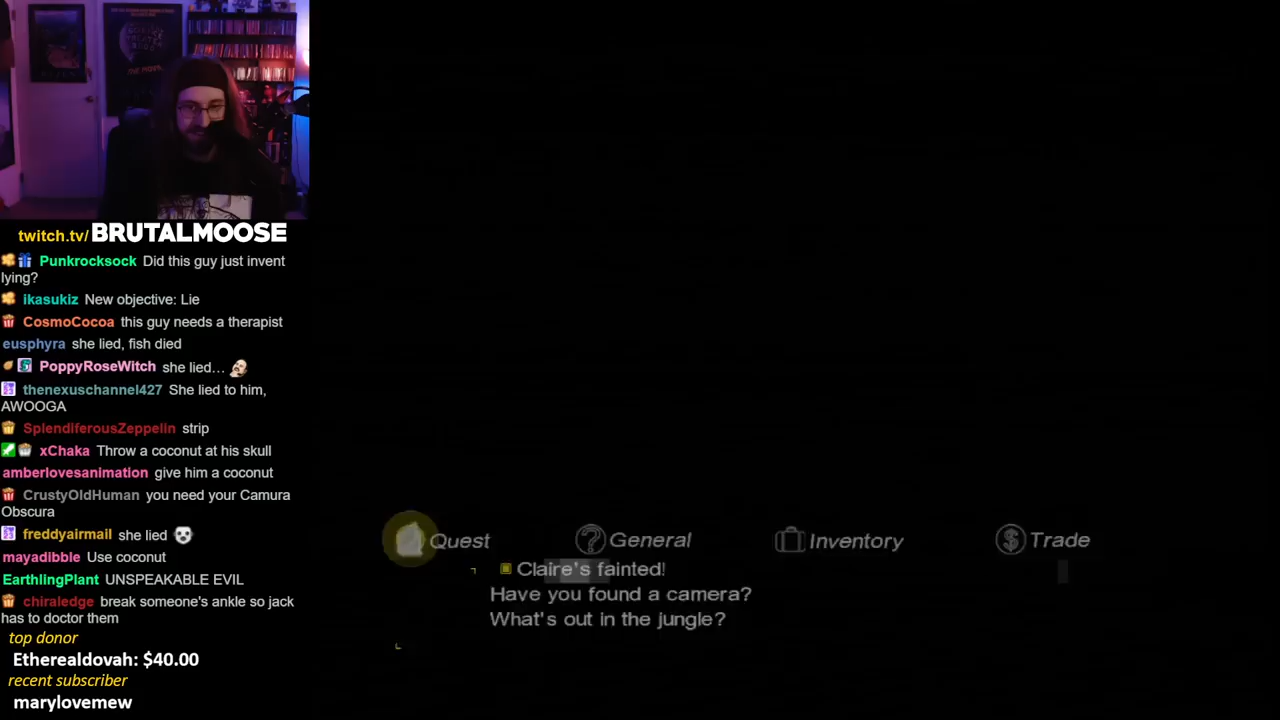 twitch.tv/BRUTALMOOSE
Punkrocksock Did this guy just invent
lying?
ikasukiz New objective: Lie
CosmoCocoa this guy needs a therapist
eusphyra she lied, fish died
PoppyRoseWitch she lied…
thenexuschannel427 She lied to him,
AWOOGA
SplendiferousZeppelin strip
xChaka Throw a coconut at his skull
amberlovesanimation give him a coconut
CrustyOldHuman you need your Camura
Obscura
freddyairmail she lied
mayadibble Use coconut
EarthlingPlant UNSPEAKABLE EVIL
chiraledge break someone's ankle so jack
has to doctor them
top donor
Etherealdovah: $40.00
recent subscriber
marylovemew
Quest General Inventory Trade
Claire's fainted!
Have you found a camera?
What's out in the jungle?